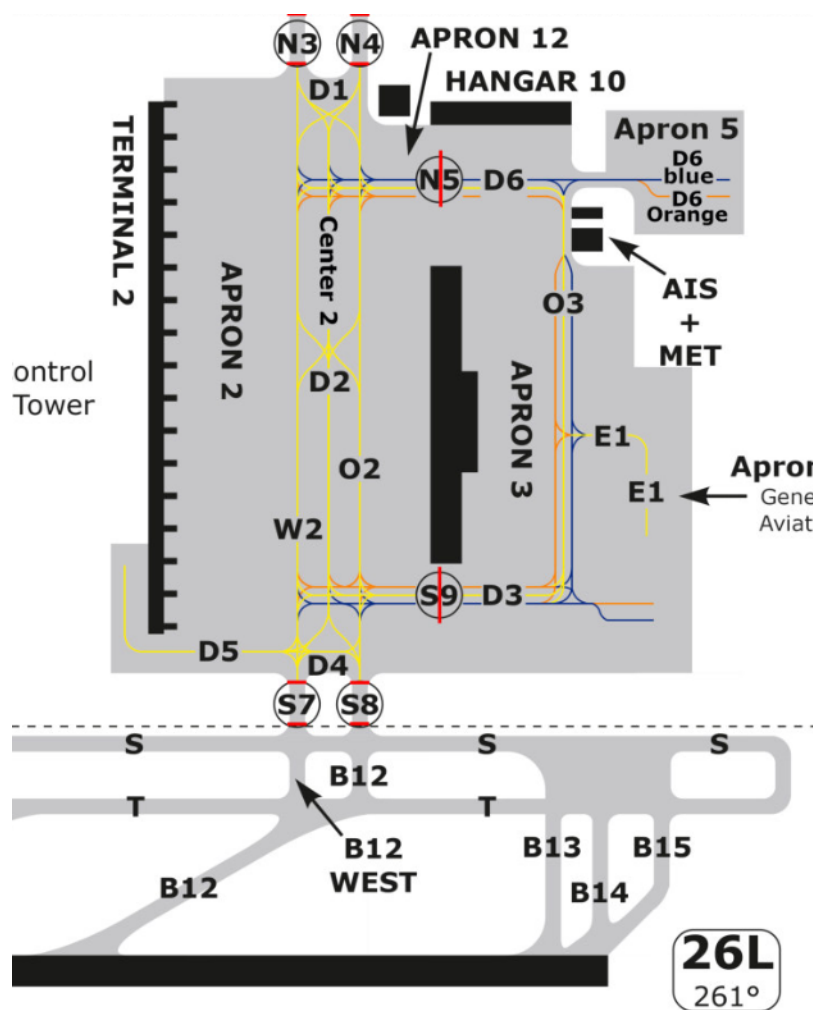 N3
N4
APRON 12
D1
HANGAR 10
Apron 5
D6
blue
D6
Orange
N5
D6
TERMINAL 2
Center 2
APRON 2
AIS
+
MET
O3
ontrol
Tower
D2
APRON 3
O2
E1
E1
Apron
Gene
Aviat
W2
S9
D3
D5
D4
S7
S8
S
S
S
B12
T
T
B12
WEST
B12
B13
B14
B15
26L
261°